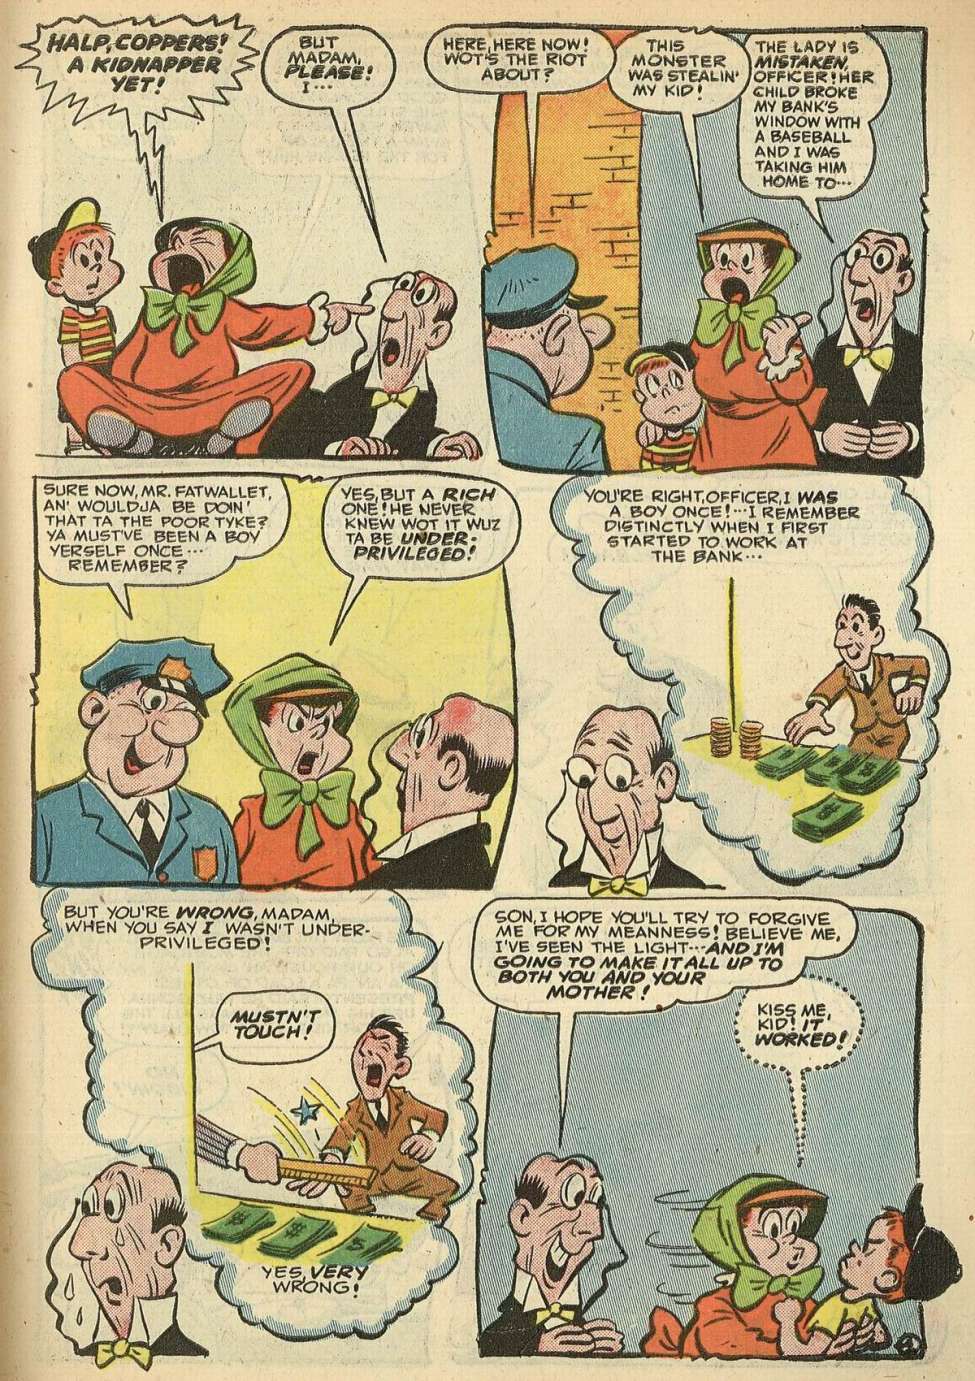 HALP, COPPERS!
A KIDNAPPER
YET!
BUT
MADAM,
PLEASE!
I---
HERE, HERE NOW!
WOT'S THE RIOT
ABOUT?
THIS
MONSTER
WAS STEALIN'
MY KID!
THE LADY IS
MISTAKEN,
OFFICER! HER
CHILD BROKE
MY BANK'S
WINDOW WITH
A BASEBALL
AND I WAS
TAKING HIM
HOME TO---
SURE NOW, MR. FATWALLET,
AN' WOULDJA BE DOIN'
THAT TA THE POOR TYKE?
YA MUST'VE BEEN A BOY
YERSELF ONCE---
REMEMBER?
YES, BUT A RICH
ONE! HE NEVER
KNEW WOT IT WUZ
TA BE UNDER-
PRIVILEGED!
YOU'RE RIGHT, OFFICER, I WAS
A BOY ONCE!---I REMEMBER
DISTINCTLY WHEN I FIRST
STARTED TO WORK AT
THE BANK---
BUT YOU'RE WRONG, MADAM,
WHEN YOU SAY I WASN'T UNDER-
PRIVILEGED!
MUSTN'T
TOUCH!
YES, VERY
WRONG!
SON, I HOPE YOU'LL TRY TO FORGIVE
ME FOR MY MEANNESS! BELIEVE ME,
I'VE SEEN THE LIGHT---AND I'M
GOING TO MAKE IT ALL UP TO
BOTH YOU AND YOUR
MOTHER!
KISS ME,
KID! IT
WORKED!